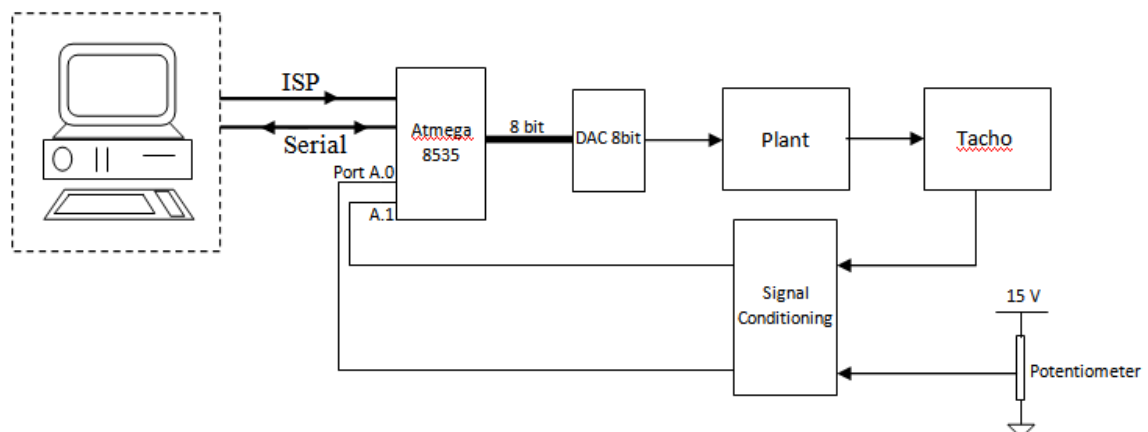 ISP
Serial
Atmega
8535
8 bit
DAC 8bit
Plant
Tacho
Port A.0
A.1
Signal
Conditioning
15 V
Potentiometer